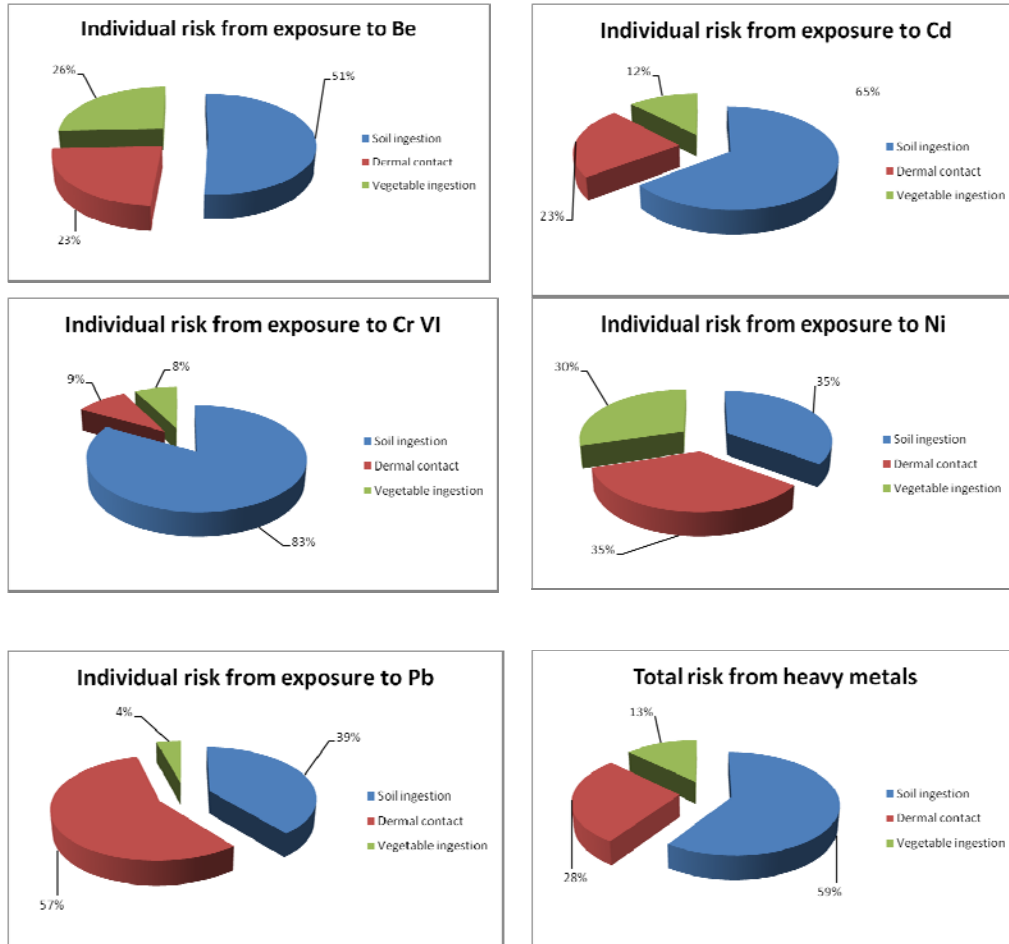 Individual risk from exposure to Be
26%
51%
23%
Soil ingestion
Dermal contact
Vegetable ingestion
Individual risk from exposure to Cd
12%
65%
23%
Soil ingestion
Dermal contact
Vegetable ingestion
Individual risk from exposure to Cr VI
8%
9%
83%
Soil ingestion
Dermal contact
Vegetable ingestion
Individual risk from exposure to Ni
30%
35%
35%
Soil ingestion
Dermal contact
Vegetable ingestion
Individual risk from exposure to Pb
4%
39%
57%
Soil ingestion
Dermal contact
Vegetable ingestion
Total risk from heavy metals
13%
28%
59%
Soil ingestion
Dermal contact
Vegetable ingestion